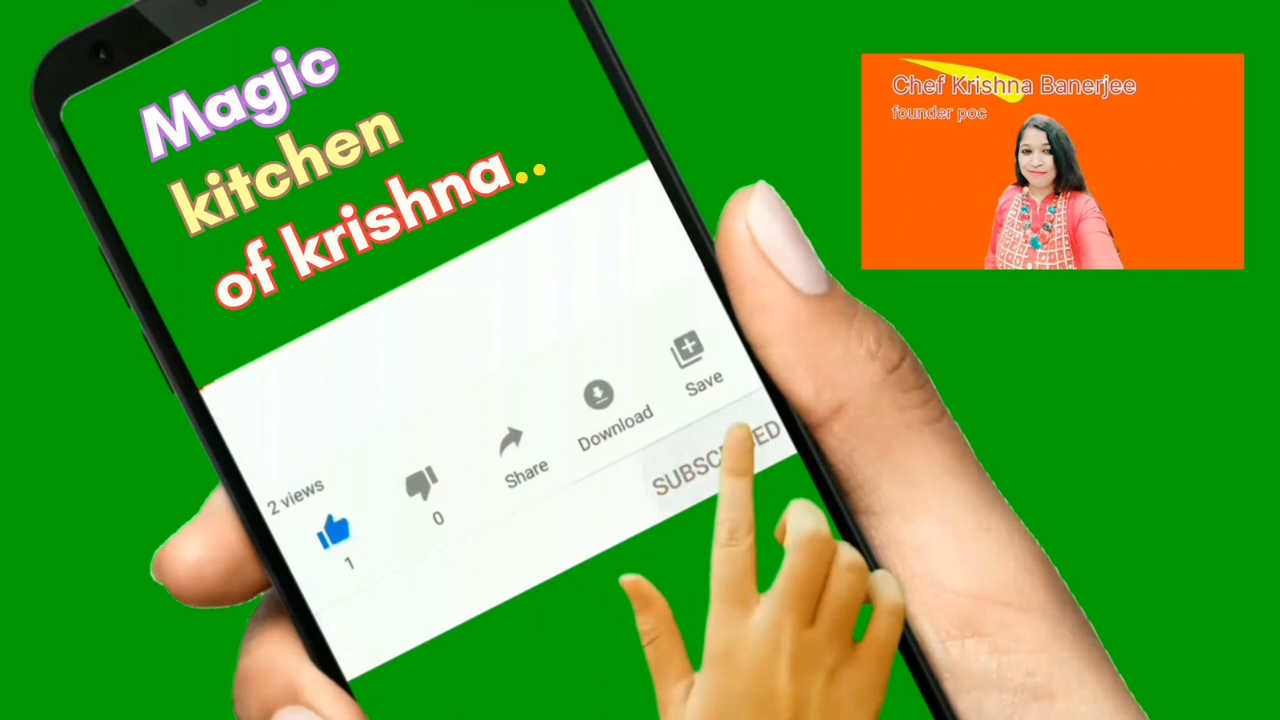 Magic
kitchen
of krishna..
Chef Krishna Banerjee
founder poc
2 views
1
0
Share
Download
Save